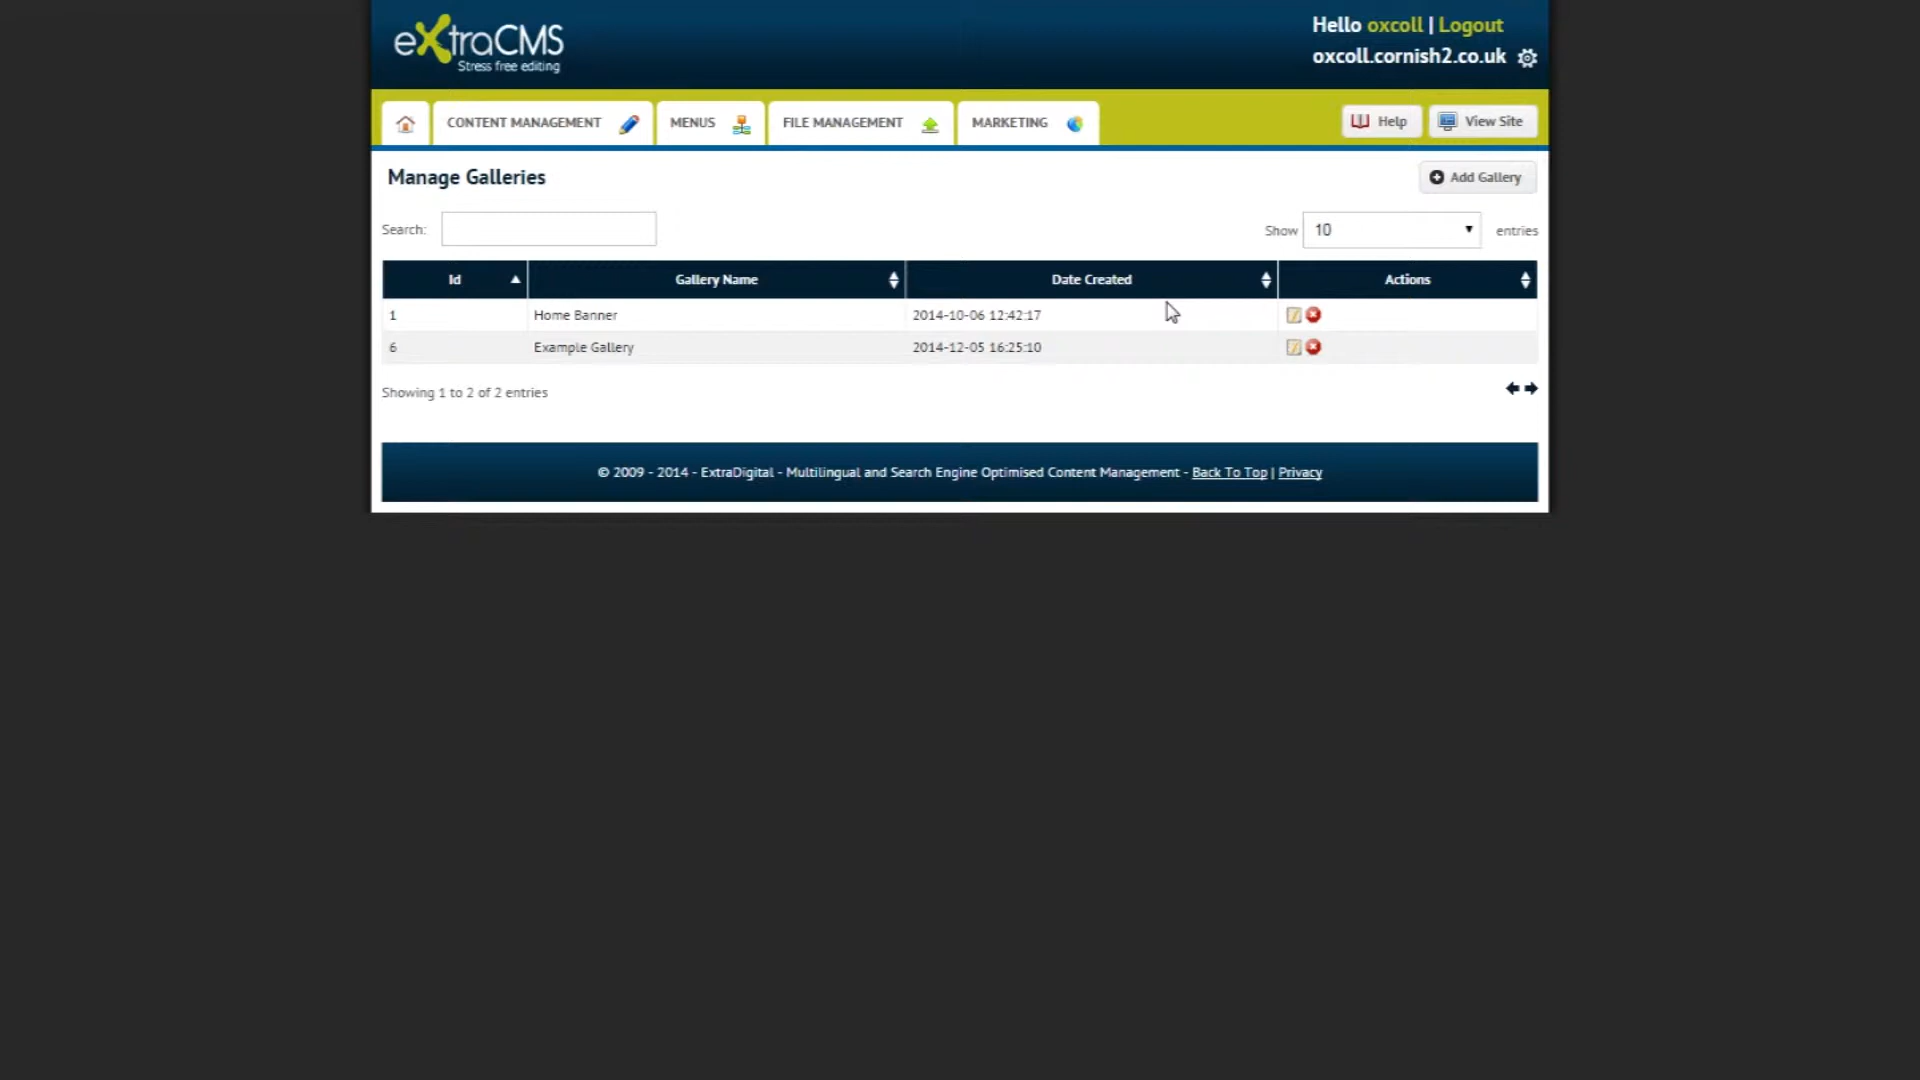 eXtraCMS
Stress free editing
Hello oxcoll | Logout
oxcoll.cornish2.co.uk
CONTENT MANAGEMENT
MENUS
FILE MANAGEMENT
MARKETING
Help
View Site
Manage Galleries
Add Gallery
Search:
Show 10 entries
Id Gallery Name Date Created Actions
1 Home Banner 2014-10-06 12:42:17
6 Example Gallery 2014-12-05 16:25:10
Showing 1 to 2 of 2 entries
© 2009 - 2014 - ExtraDigital - Multilingual and Search Engine Optimised Content Management - Back To Top | Privacy